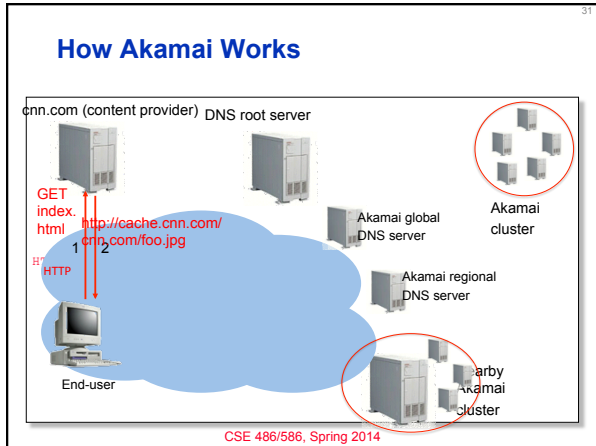 31
How Akamai Works
cnn.com (content provider)
DNS root server
GET
index.
html
http://cache.cnn.com/
cnn.com/foo.jpg
1
2
HTTP
Akamai global
DNS server
Akamai
cluster
Akamai regional
DNS server
End-user
Akamai
cluster
CSE 486/586, Spring 2014